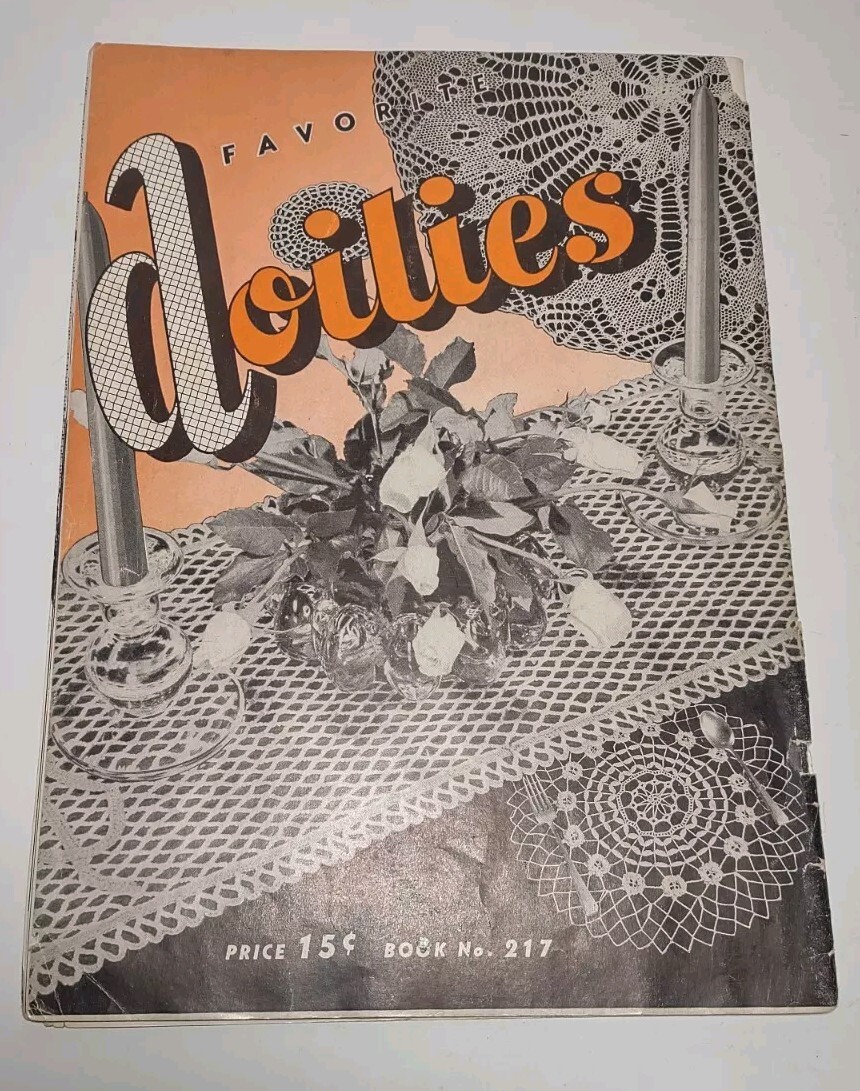 FAVORITE
doilies
PRICE 15¢ BOOK No. 217